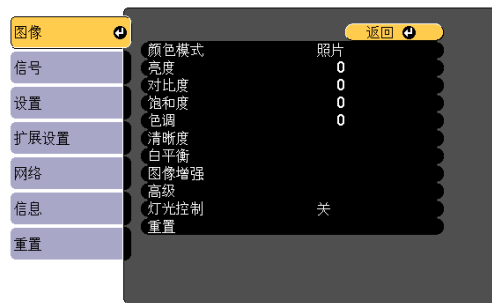 图像
信号
设置
扩展设置
网络
信息
重置
返回
颜色模式 照片
亮度 0
对比度 0
饱和度 0
色调 0
清晰度
白平衡
图像增强
高级
灯光控制 关
重置